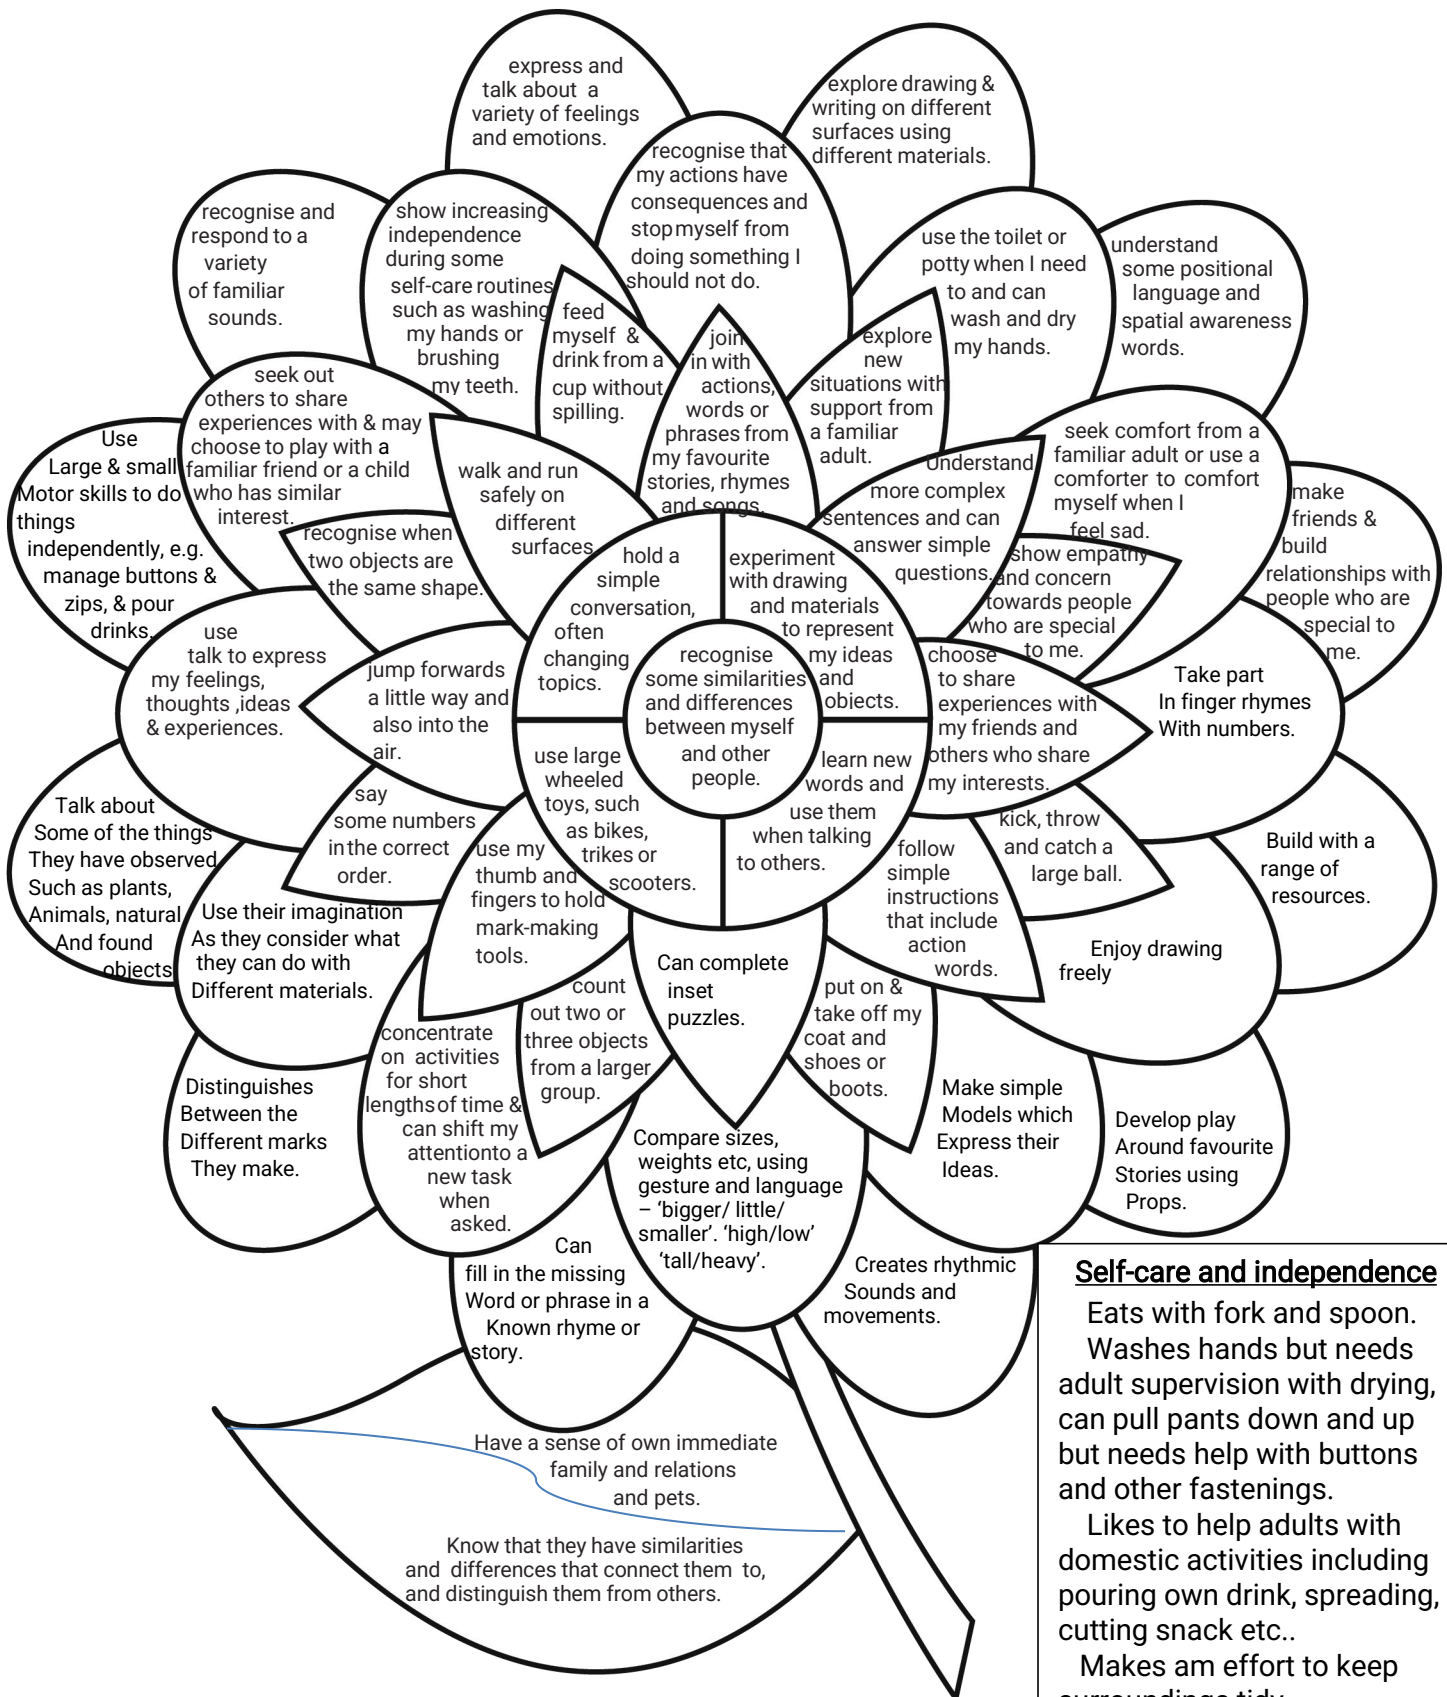 express and
talk about a
variety of feelings
and emotions.
explore drawing &
writing on different
surfaces using
different materials.
recognise that
my actions have
consequences and
stop myself from
doing something I
should not do.
recognise and
respond to a
variety
of familiar
sounds.
show increasing
independence
during some
self-care routines
such as washing
my hands or
brushing
my teeth.
use the toilet or
potty when I need
to and can
wash and dry
my hands.
understand
some positional
language and
spatial awareness
words.
feed
myself &
drink from a
cup without
spilling.
join
in with
actions,
words or
phrases from
my favourite
stories, rhymes
and songs.
explore
new
situations with
support from
a familiar
adult.
seek out
others to share
experiences with & may
choose to play with a
familiar friend or a child
who has similar
interest.
Use
Large & small
Motor skills to do
things
independently, e.g.
manage buttons &
zips, & pour
drinks.
walk and run
safely on
different
surfaces
Understand
more complex
sentences and can
answer simple
questions.
seek comfort from a
familiar adult or use a
comforter to comfort
myself when I
feel sad.
make
friends &
build
relationships with
people who are
special to
me.
recognise when
two objects are
the same shape.
hold a
simple
conversation,
often
changing
topics.
experiment
with drawing
and materials
to represent
my ideas
and
objects.
show empathy
and concern
towards people
who are special
to me.
use
talk to express
my feelings,
thoughts ,ideas
& experiences.
jump forwards
a little way and
also into the
air.
recognise
some similarities
and differences
between myself
and other
people.
choose
to share
experiences with
my friends and
others who share
my interests.
Take part
In finger rhymes
With numbers.
use large
wheeled
toys, such
as bikes,
trikes or
scooters.
learn new
words and
use them
when talking
to others.
Talk about
Some of the things
They have observed
Such as plants,
Animals, natural
And found
objects
say
some numbers
in the correct
order.
kick, throw
and catch a
large ball.
Build with a
range of
resources.
use my
thumb and
fingers to hold
mark-making
tools.
follow
simple
instructions
that include
action
words.
Use their imagination
As they consider what
they can do with
Different materials.
Can complete
inset
puzzles.
Enjoy drawing
freely
count
out two or
three objects
from a larger
group.
put on &
take off my
coat and
shoes or
boots.
concentrate
on activities
for short
lengths of time &
can shift my
attentionto a
new task
when
asked.
Distinguishes
Between the
Different marks
They make.
Make simple
Models which
Express their
Ideas.
Develop play
Around favourite
Stories using
Props.
Compare sizes,
weights etc, using
gesture and language
– ‘bigger/ little/
smaller’. ‘high/low’
‘tall/heavy’.
Can
fill in the missing
Word or phrase in a
Known rhyme or
story.
Creates rhythmic
Sounds and
movements.
Have a sense of own immediate
family and relations
and pets.
Know that they have similarities
and differences that connect them to,
and distinguish them from others.
Self-care and independence
Eats with fork and spoon.
Washes hands but needs
adult supervision with drying,
can pull pants down and up
but needs help with buttons
and other fastenings.
Likes to help adults with
domestic activities including
pouring own drink, spreading,
cutting snack etc..
Makes am effort to keep
surroundings tidy